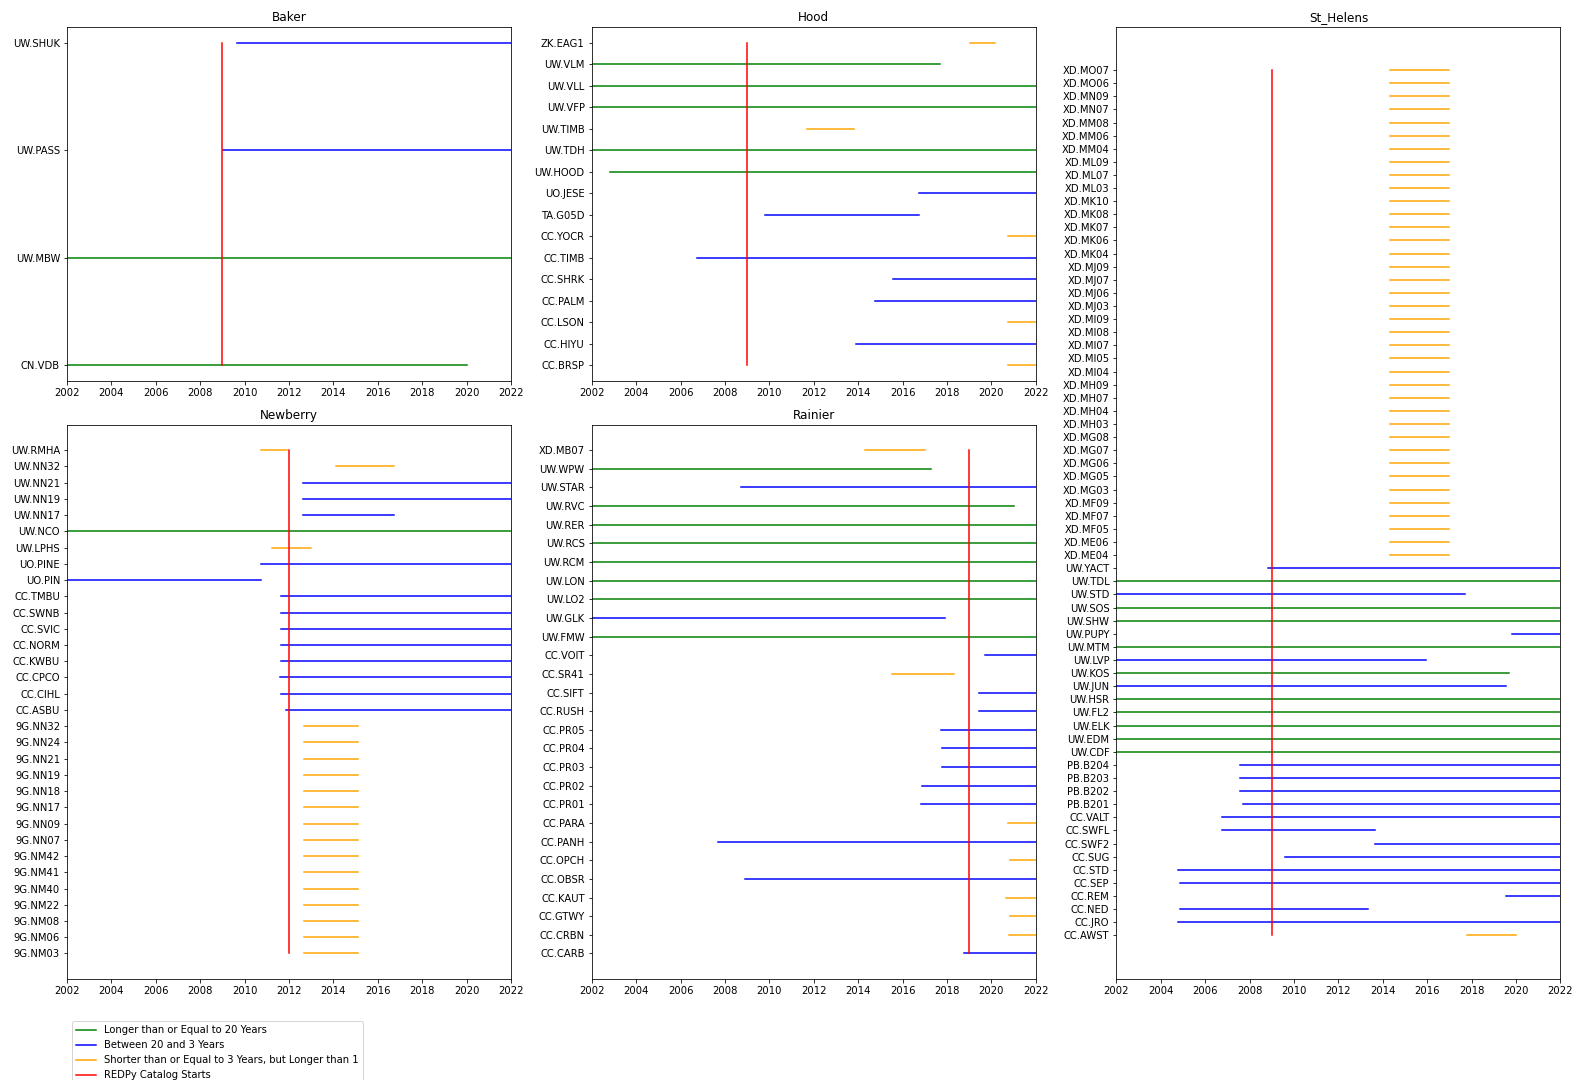 Baker
UW.SHUK
UW.PASS
UW.MBW
CN.VDB
2002 2004 2006 2008 2010 2012 2014 2016 2018 2020 2022
Hood
ZK.EAG1
UW.VLM
UW.VLL
UW.VFP
UW.TIMB
UW.TDH
UW.HOOD
UO.JESE
TA.G05D
CC.YOCR
CC.TIMB
CC.SHRK
CC.PALM
CC.LSON
CC.HIYU
CC.BRSP
2002 2004 2006 2008 2010 2012 2014 2016 2018 2020 2022
St_Helens
XD.MO07
XD.MO06
XD.MN09
XD.MN07
XD.MM08
XD.MM06
XD.MM04
XD.ML09
XD.ML07
XD.ML03
XD.MK10
XD.MK08
XD.MK07
XD.MK06
XD.MK04
XD.MJ09
XD.MJ07
XD.MJ06
XD.MJ03
XD.MI09
XD.MI08
XD.MI07
XD.MI05
XD.MI04
XD.MH09
XD.MH07
XD.MH04
XD.MH03
XD.MG08
XD.MG07
XD.MG06
XD.MG05
XD.MG03
XD.MF09
XD.MF07
XD.MF05
XD.ME06
XD.ME04
UW.YACT
UW.TDL
UW.STD
UW.SOS
UW.SHW
UW.PUPY
UW.MTM
UW.LVP
UW.KOS
UW.JUN
UW.HSR
UW.FL2
UW.ELK
UW.EDM
UW.CDF
PB.B204
PB.B203
PB.B202
PB.B201
CC.VALT
CC.SWFL
CC.SWF2
CC.SUG
CC.STD
CC.SEP
CC.REM
CC.NED
CC.JRO
CC.AWST
2002 2004 2006 2008 2010 2012 2014 2016 2018 2020 2022
Newberry
UW.RMHA
UW.NN32
UW.NN21
UW.NN19
UW.NN17
UW.NCO
UW.LPHS
UO.PINE
UO.PIN
CC.TMBU
CC.SWNB
CC.SVIC
CC.NORM
CC.KWBU
CC.CPCO
CC.CIHL
CC.ASBU
9G.NN32
9G.NN24
9G.NN21
9G.NN19
9G.NN18
9G.NN17
9G.NN09
9G.NN07
9G.NM42
9G.NM41
9G.NM40
9G.NM22
9G.NM08
9G.NM06
9G.NM03
2002 2004 2006 2008 2010 2012 2014 2016 2018 2020 2022
Rainier
XD.MB07
UW.WPW
UW.STAR
UW.RVC
UW.RER
UW.RCS
UW.RCM
UW.LON
UW.LO2
UW.GLK
UW.FMW
CC.VOIT
CC.SR41
CC.SIFT
CC.RUSH
CC.PR05
CC.PR04
CC.PR03
CC.PR02
CC.PR01
CC.PARA
CC.PANH
CC.OPCH
CC.OBSR
CC.KAUT
CC.GTWY
CC.CRBN
CC.CARB
2002 2004 2006 2008 2010 2012 2014 2016 2018 2020 2022
Longer than or Equal to 20 Years
Between 20 and 3 Years
Shorter than or Equal to 3 Years, but Longer than 1
REDPy Catalog Starts